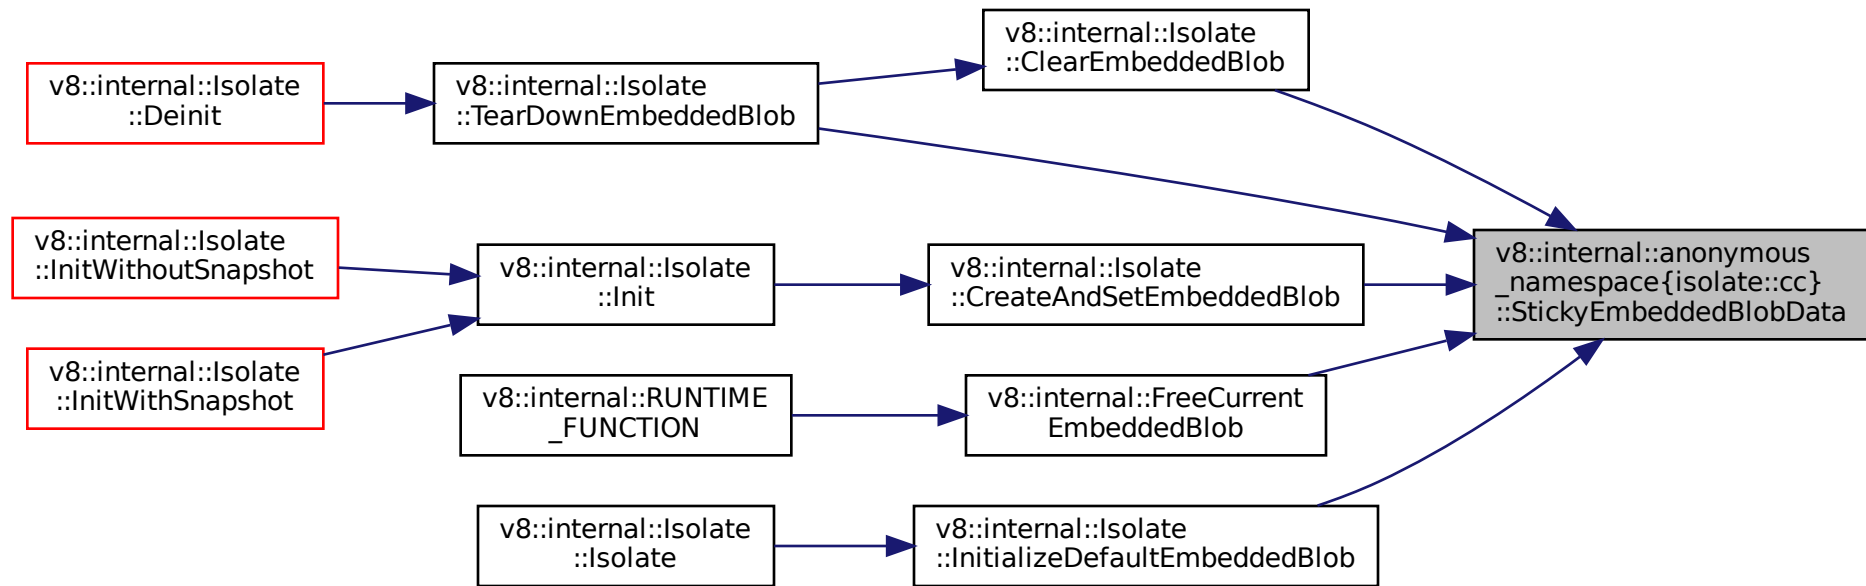 v8::internal::Isolate
::ClearEmbeddedBlob
v8::internal::Isolate
::Deinit
v8::internal::Isolate
::TearDownEmbeddedBlob
v8::internal::Isolate
::InitWithoutSnapshot
v8::internal::Isolate
::Init
v8::internal::Isolate
::CreateAndSetEmbeddedBlob
v8::internal::anonymous
_namespace{isolate::cc}
::StickyEmbeddedBlobData
v8::internal::Isolate
::InitWithSnapshot
v8::internal::RUNTIME
_FUNCTION
v8::internal::FreeCurrent
EmbeddedBlob
v8::internal::Isolate
::Isolate
v8::internal::Isolate
::InitializeDefaultEmbeddedBlob